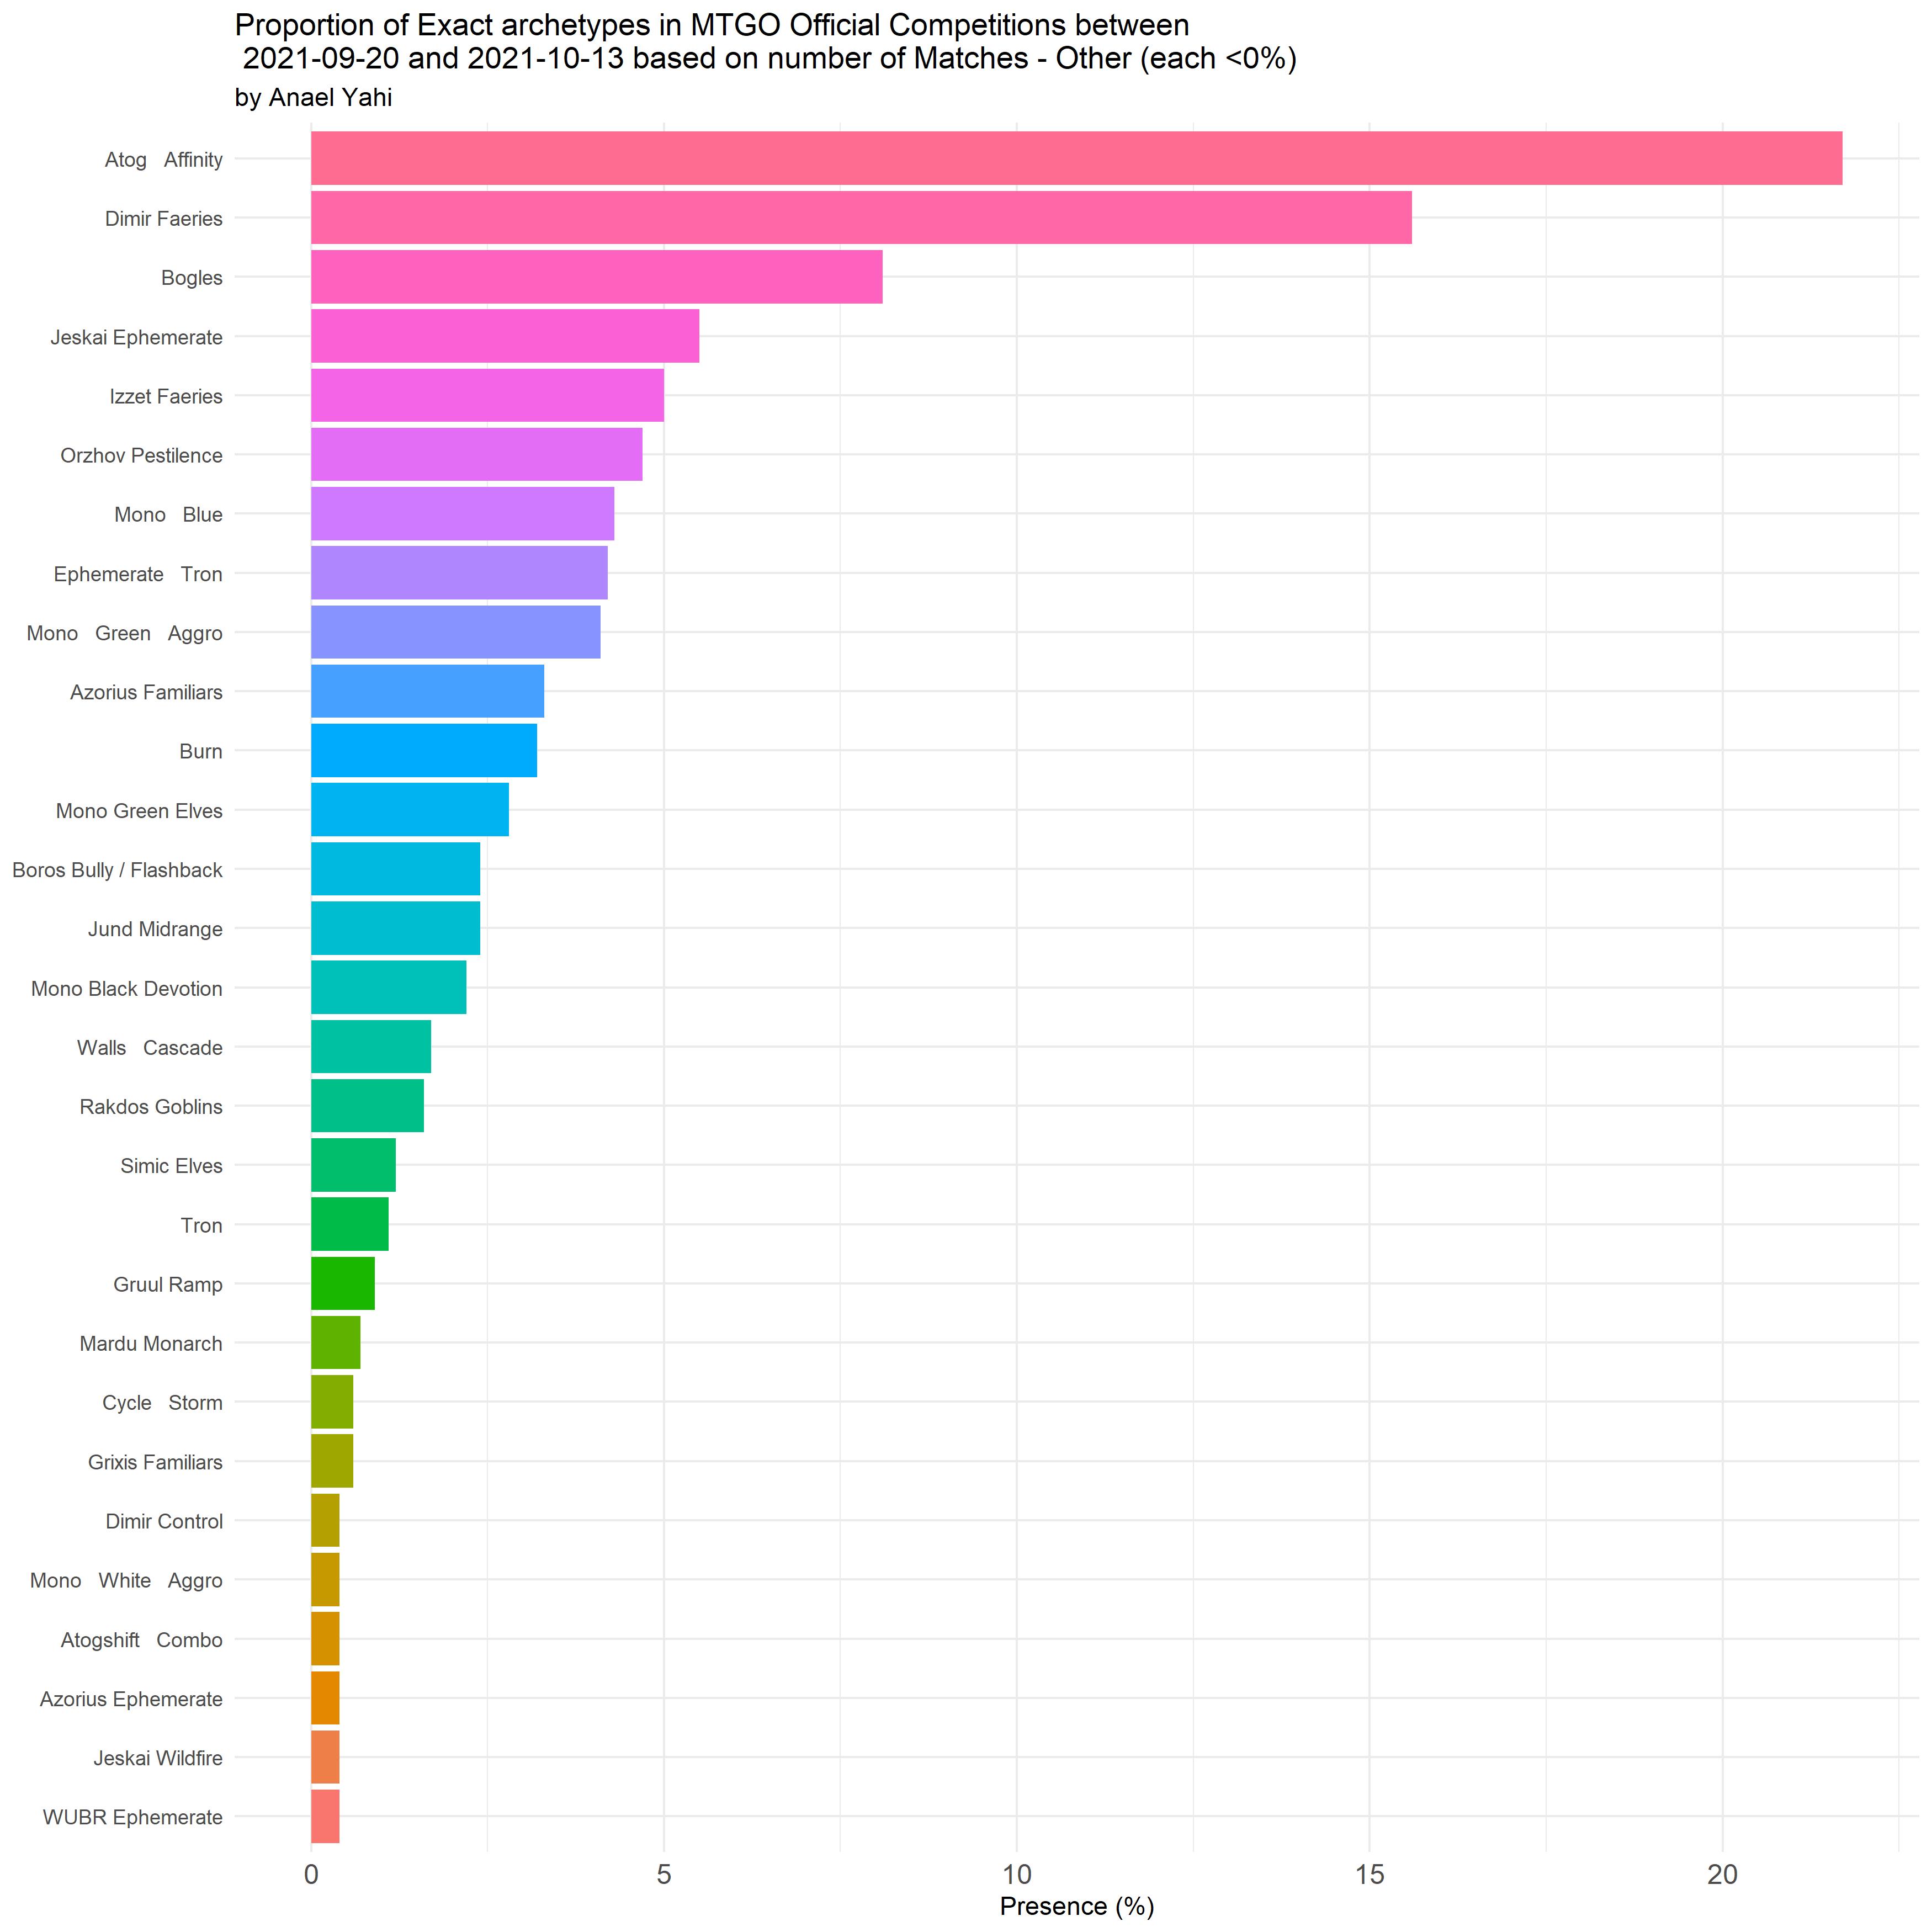 Proportion of Exact archetypes in MTGO Official Competitions between
2021-09-20 and 2021-10-13 based on number of Matches - Other (each <0%)
by Anael Yahi
Atog   Affinity
Dimir Faeries
Bogles
Jeskai Ephemerate
Izzet Faeries
Orzhov Pestilence
Mono   Blue
Ephemerate   Tron
Mono   Green   Aggro
Azorius Familiars
Burn
Mono Green Elves
Boros Bully / Flashback
Jund Midrange
Mono Black Devotion
Walls   Cascade
Rakdos Goblins
Simic Elves
Tron
Gruul Ramp
Mardu Monarch
Cycle   Storm
Grixis Familiars
Dimir Control
Mono   White   Aggro
Atogshift   Combo
Azorius Ephemerate
Jeskai Wildfire
WUBR Ephemerate
0 5 10 15 20
Presence (%)